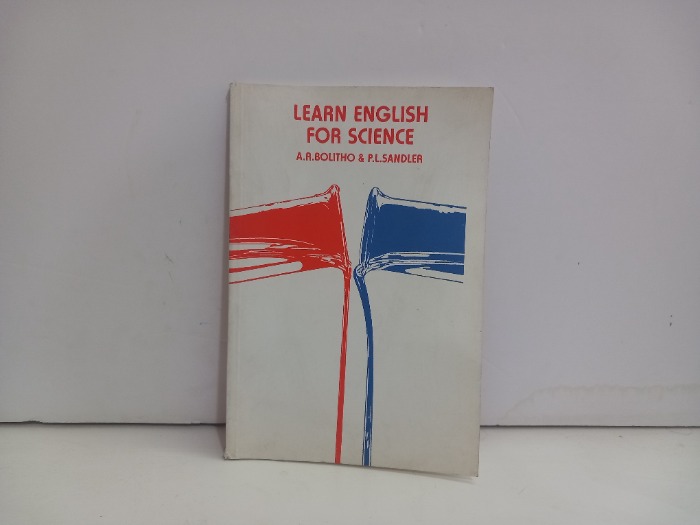 LEARN ENGLISH
FOR SCIENCE
A.R.BOLITHO & P.L.SANDLER